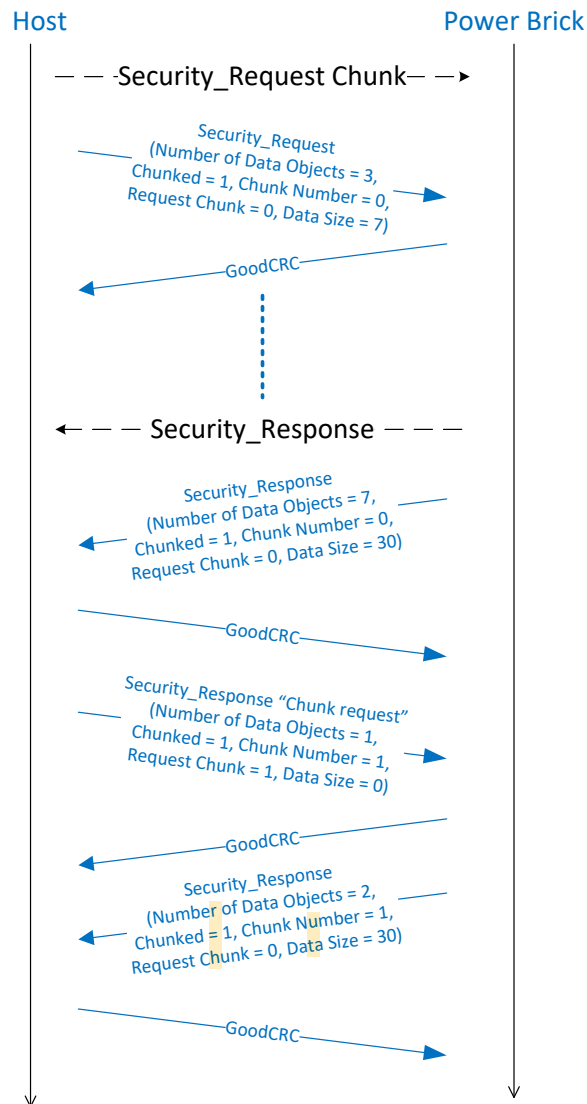 Host
Power Brick
Security_Request Chunk
Security_Request
(Number of Data Objects = 3,
Chunked = 1, Chunk Number = 0,
Request Chunk = 0, Data Size = 7)
GoodCRC
Security_Response
Security_Response
(Number of Data Objects = 7,
Chunked = 1, Chunk Number = 0,
Request Chunk = 0, Data Size = 30)
GoodCRC
Security_Response “Chunk request”
(Number of Data Objects = 1,
Chunked = 1, Chunk Number = 1,
Request Chunk = 1, Data Size = 0)
GoodCRC
Security_Response
(Number of Data Objects = 2,
Chunked = 1, Chunk Number = 1,
Request Chunk = 0, Data Size = 30)
GoodCRC